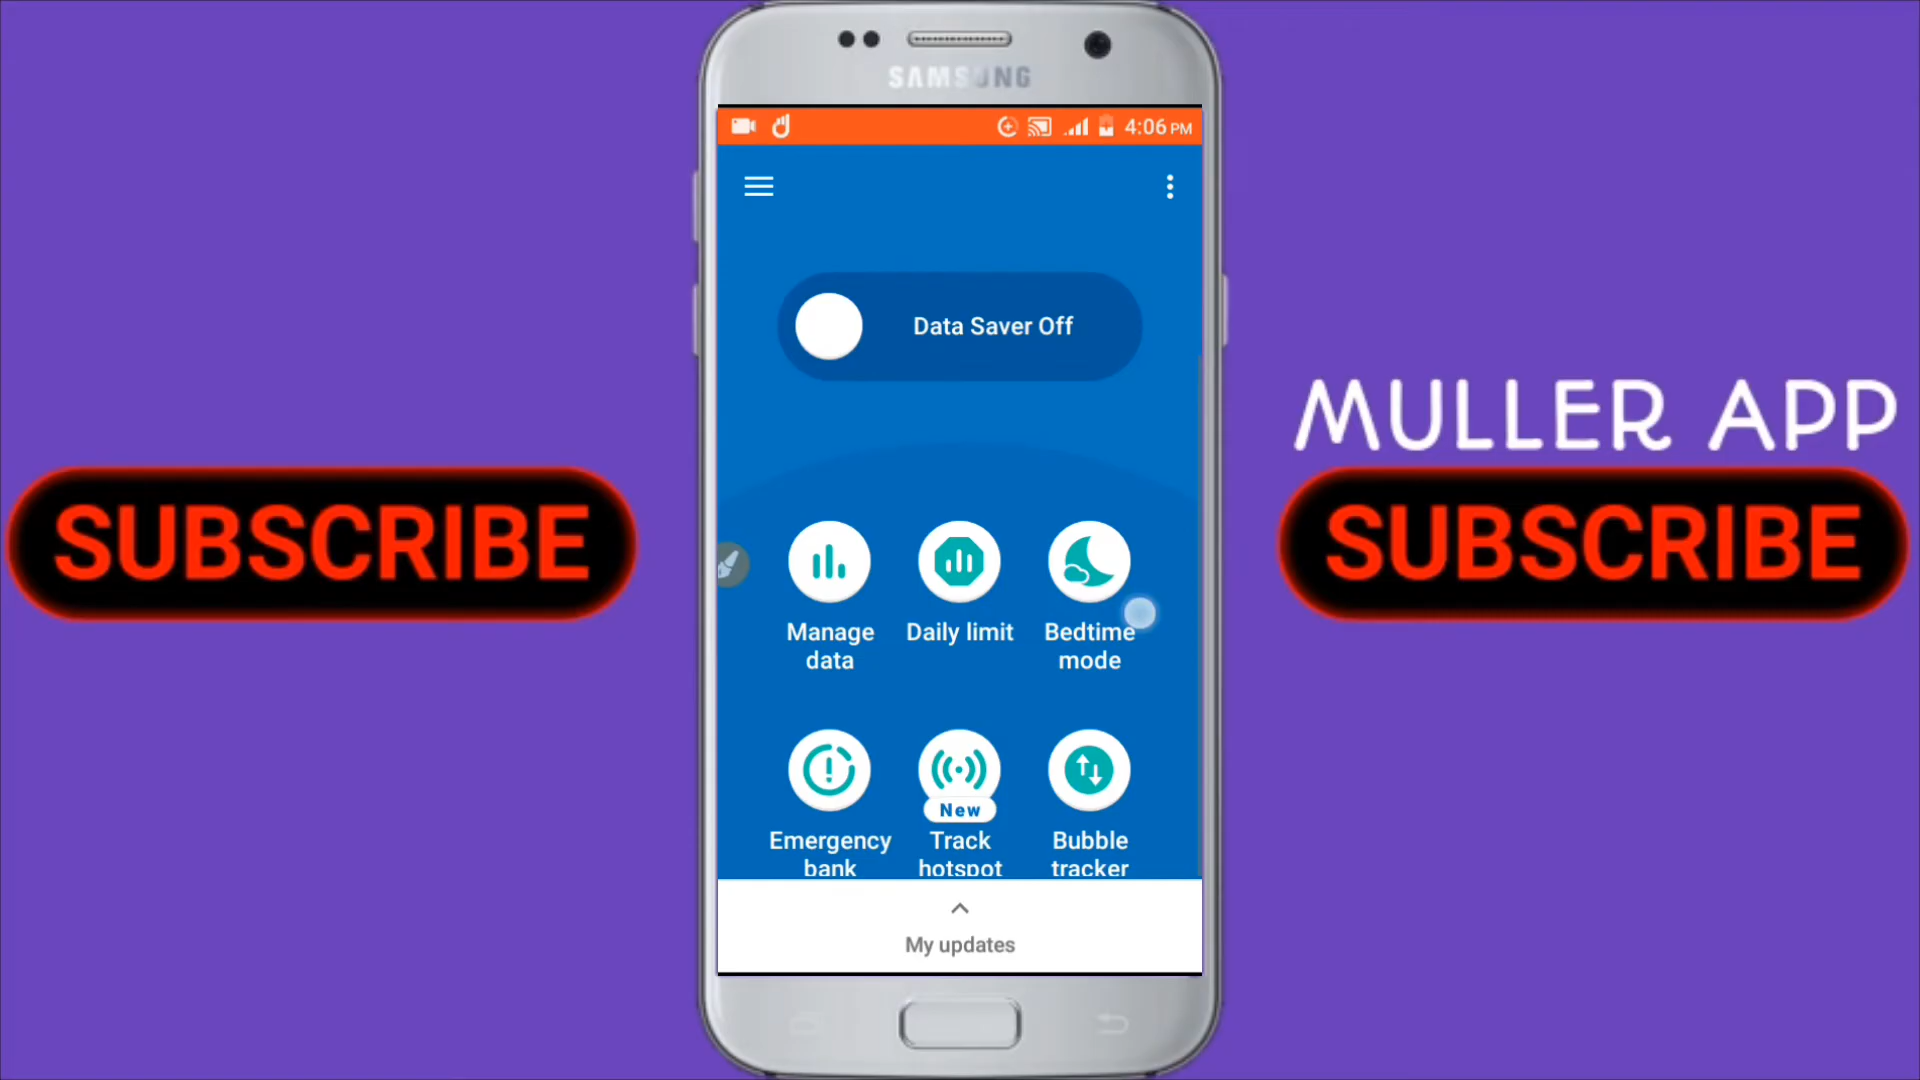 SAMSUNG
4:06 PM
Data Saver Off
MULLER APP
SUBSCRIBE
SUBSCRIBE
Manage
data
Daily limit
Bedtime
mode
New
Emergency
bank
Track
hotspot
Bubble
tracker
My updates